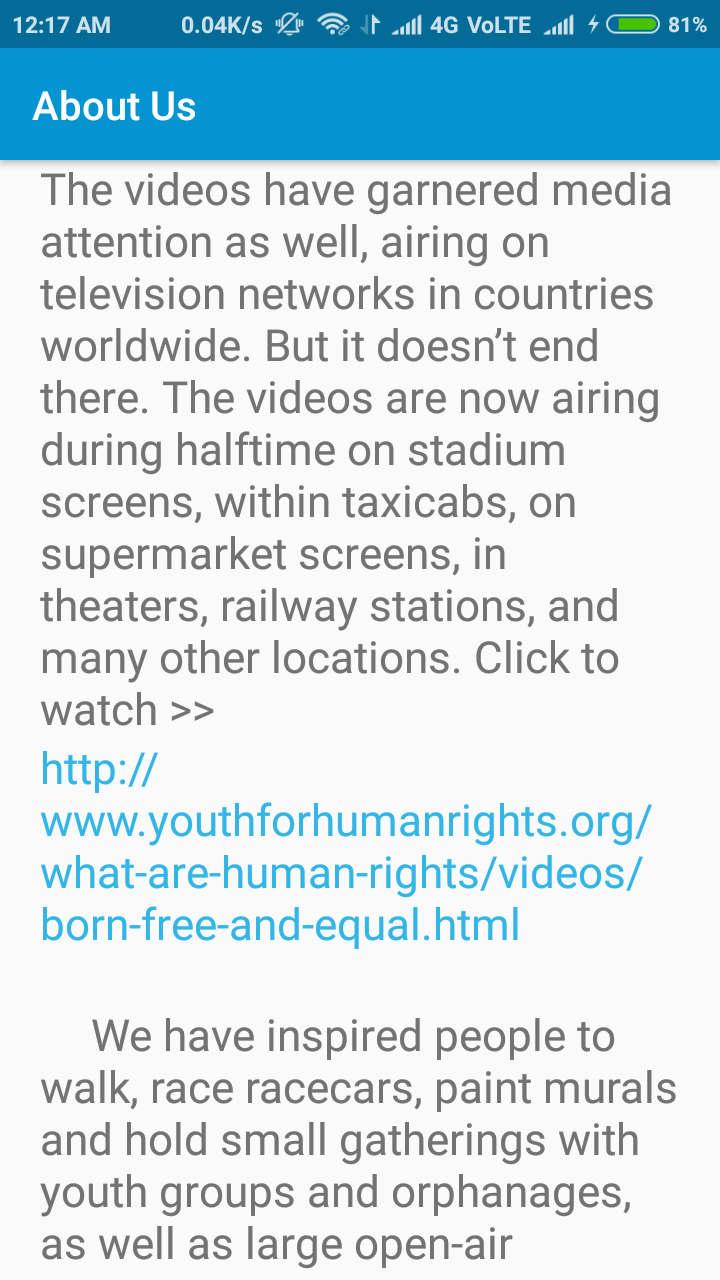 12:17 AM 0.04K/s 4G VoLTE 81%
About Us
The videos have garnered media
attention as well, airing on
television networks in countries
worldwide. But it doesn’t end
there. The videos are now airing
during halftime on stadium
screens, within taxicabs, on
supermarket screens, in
theaters, railway stations, and
many other locations. Click to
watch >>
http://
www.youthforhumanrights.org/
what-are-human-rights/videos/
born-free-and-equal.html
We have inspired people to
walk, race racecars, paint murals
and hold small gatherings with
youth groups and orphanages,
as well as large open-air